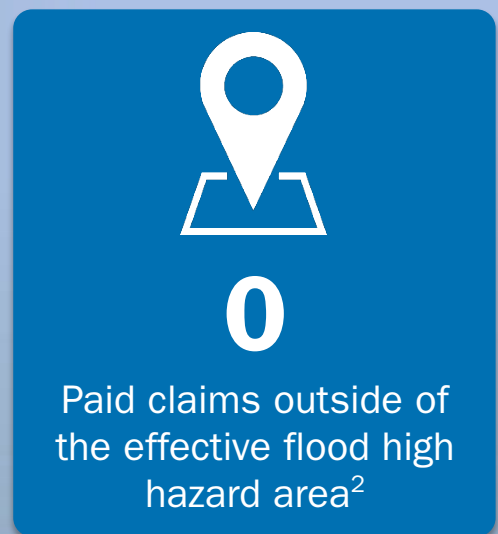 0
Paid claims outside of
the effective flood high
hazard area²